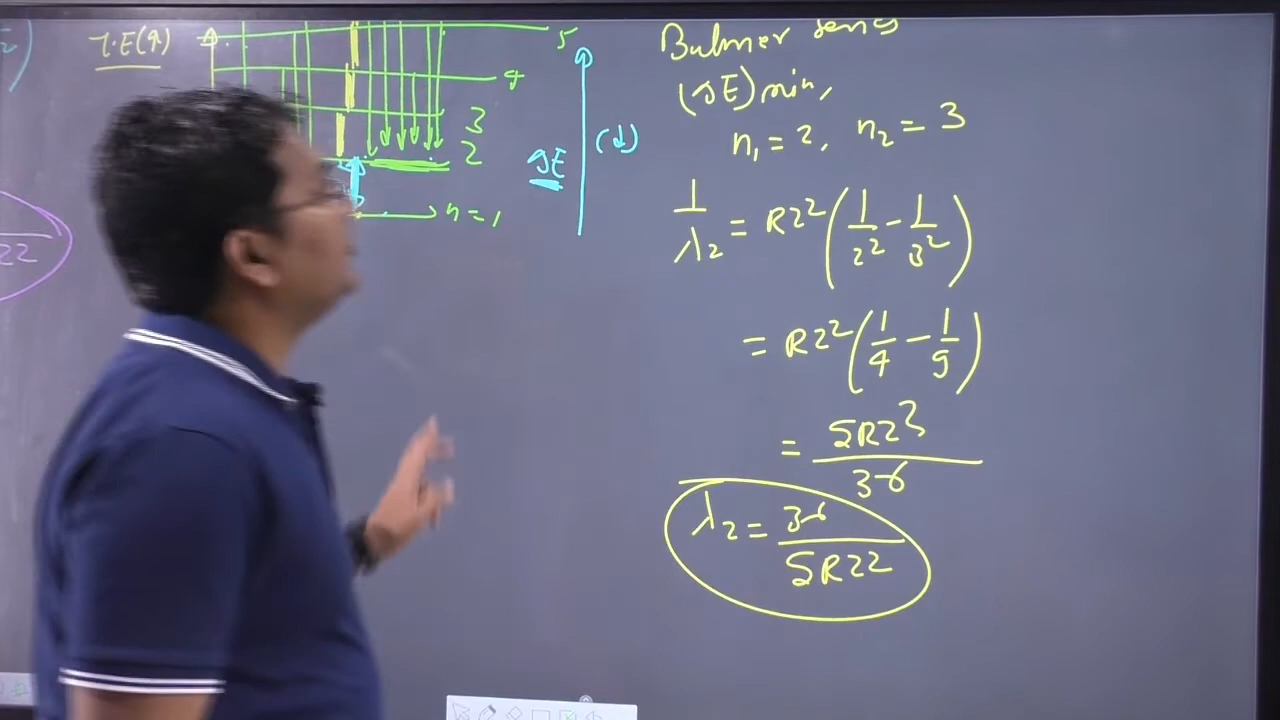 T.E(↑)
5
4
3
2
n=1
ΔE
(↓)
22
Balmer series
(ΔE) min,
n₁ = 2, n₂ = 3
1/λ₂ = RZ² (1/2² - 1/3²)
= RZ² (1/4 - 1/9)
= 5RZ²/36
λ₂ = 36/5RZ2